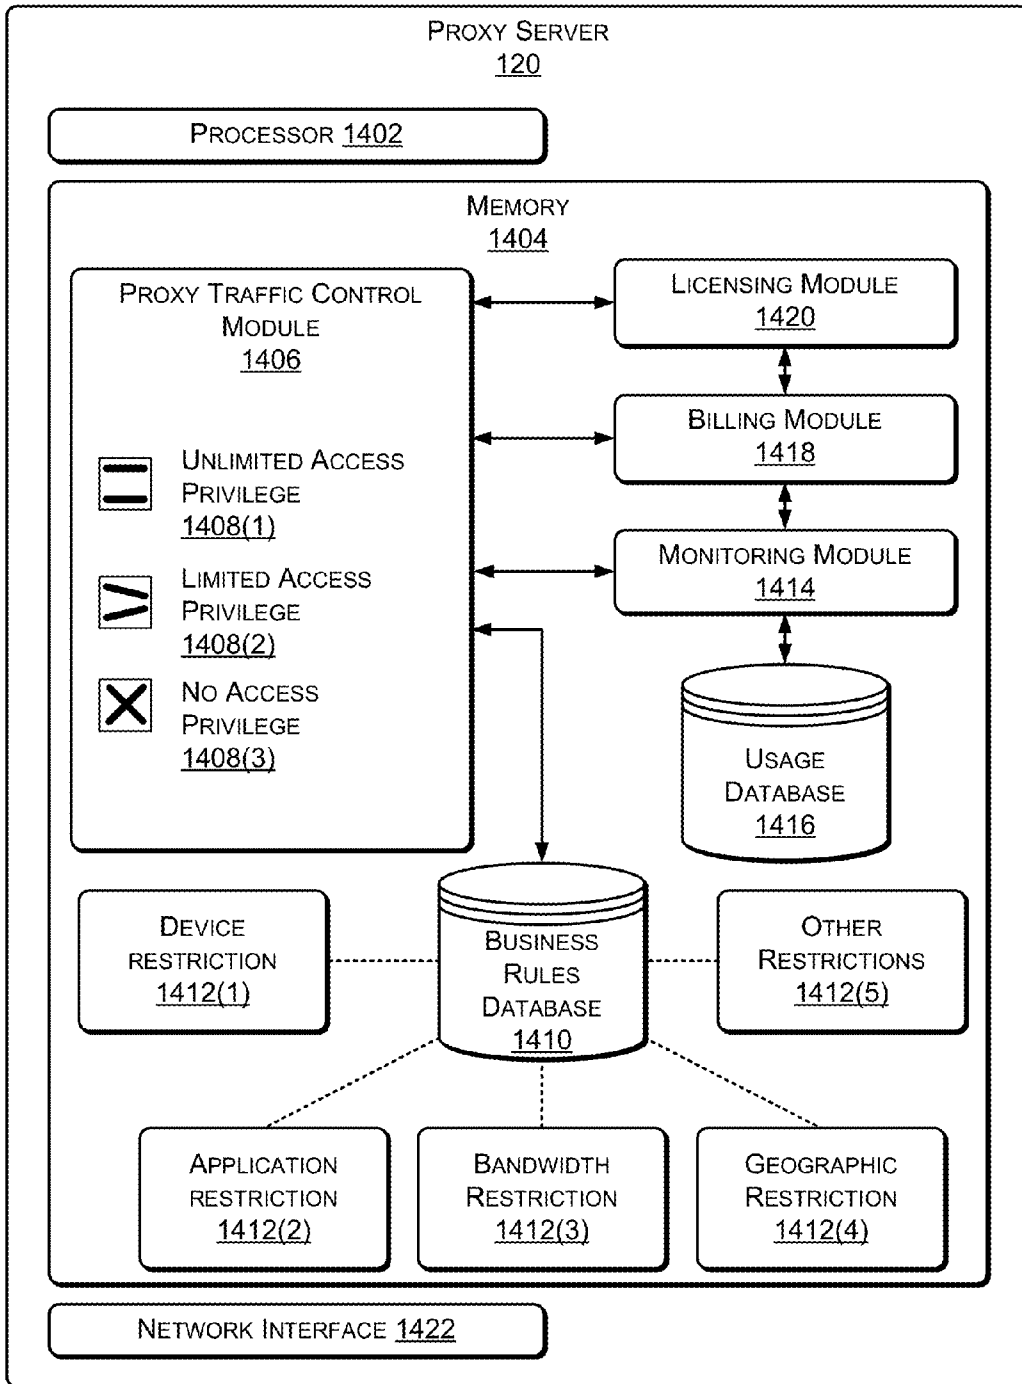 PROXY SERVER
120
PROCESSOR 1402
MEMORY
1404
PROXY TRAFFIC CONTROL
MODULE
1406
UNLIMITED ACCESS
PRIVILEGE
1408(1)
LIMITED ACCESS
PRIVILEGE
1408(2)
NO ACCESS
PRIVILEGE
1408(3)
LICENSING MODULE
1420
BILLING MODULE
1418
MONITORING MODULE
1414
USAGE
DATABASE
1416
DEVICE
RESTRICTION
1412(1)
BUSINESS
RULES
DATABASE
1410
OTHER
RESTRICTIONS
1412(5)
APPLICATION
RESTRICTION
1412(2)
BANDWIDTH
RESTRICTION
1412(3)
GEOGRAPHIC
RESTRICTION
1412(4)
NETWORK INTERFACE 1422